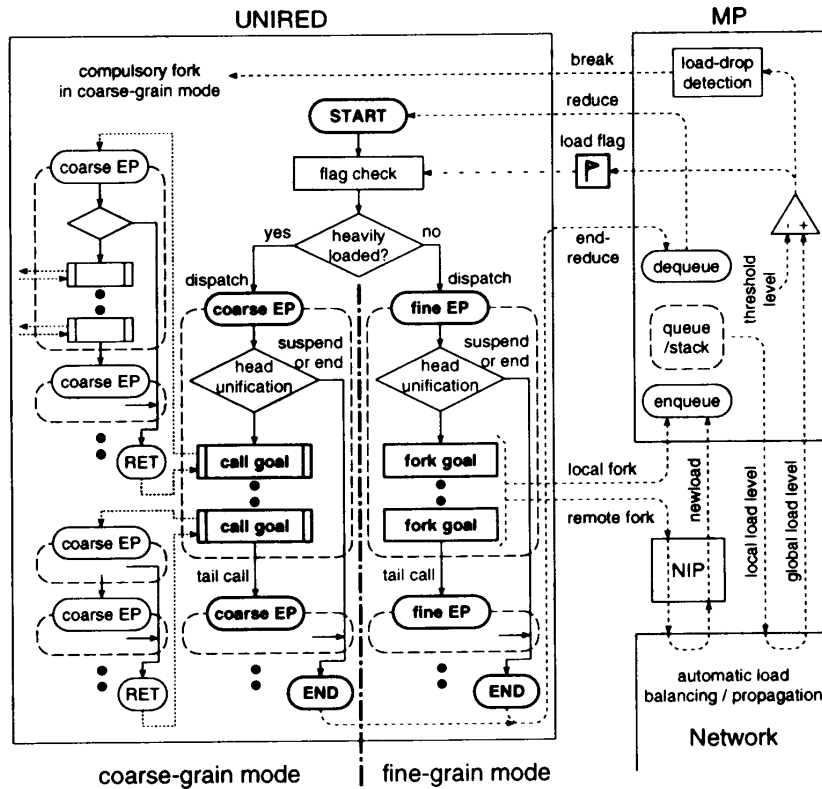 UNIRED
MP
compulsory fork
in coarse-grain mode
break
load-drop
detection
START
reduce
load flag
coarse EP
flag check
yes
heavily
loaded?
no
end-
reduce
dequeue
dispatch
dispatch
coarse EP
fine EP
threshold
level
- +
queue
/stack
suspend
or end
suspend
or end
head
unification
head
unification
coarse EP
enqueue
RET
call goal
fork goal
local fork
newload
local load level
global load level
call goal
fork goal
remote fork
coarse EP
NIP
tail call
tail call
coarse EP
coarse EP
fine EP
RET
END
END
automatic load
balancing / propagation
Network
coarse-grain mode
fine-grain mode